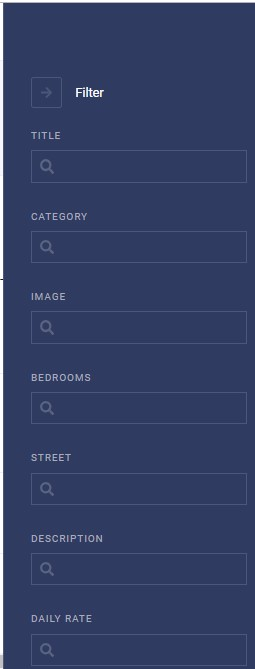 Filter
TITLE
CATEGORY
IMAGE
BEDROOMS
STREET
DESCRIPTION
DAILY RATE